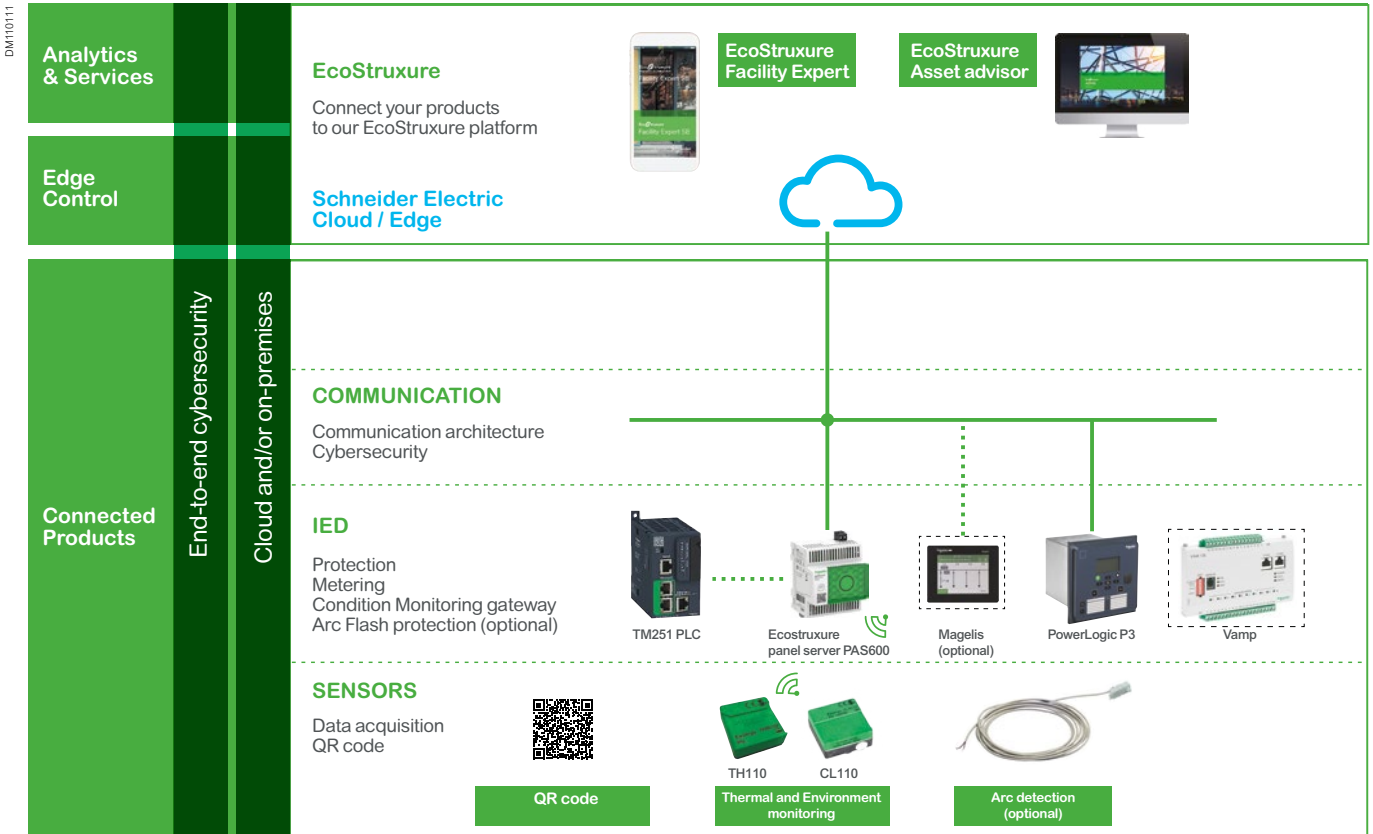 DM110111
Analytics
& Services
EcoStruxure
Connect your products
to our EcoStruxure platform
Facility Expert SB
EcoStruxure
Facility Expert
EcoStruxure
Asset advisor
Edge
Control
Schneider Electric
Cloud / Edge
Connected
Products
End-to-end cybersecurity
Cloud and/or on-premises
COMMUNICATION
Communication architecture
Cybersecurity
IED
Protection
Metering
Condition Monitoring gateway
Arc Flash protection (optional)
TM251 PLC
Ecostruxure
panel server PAS600
Magelis
(optional)
PowerLogic P3
Vamp
SENSORS
Data acquisition
QR code
TH110
CL110
QR code
Thermal and Environment
monitoring
Arc detection
(optional)